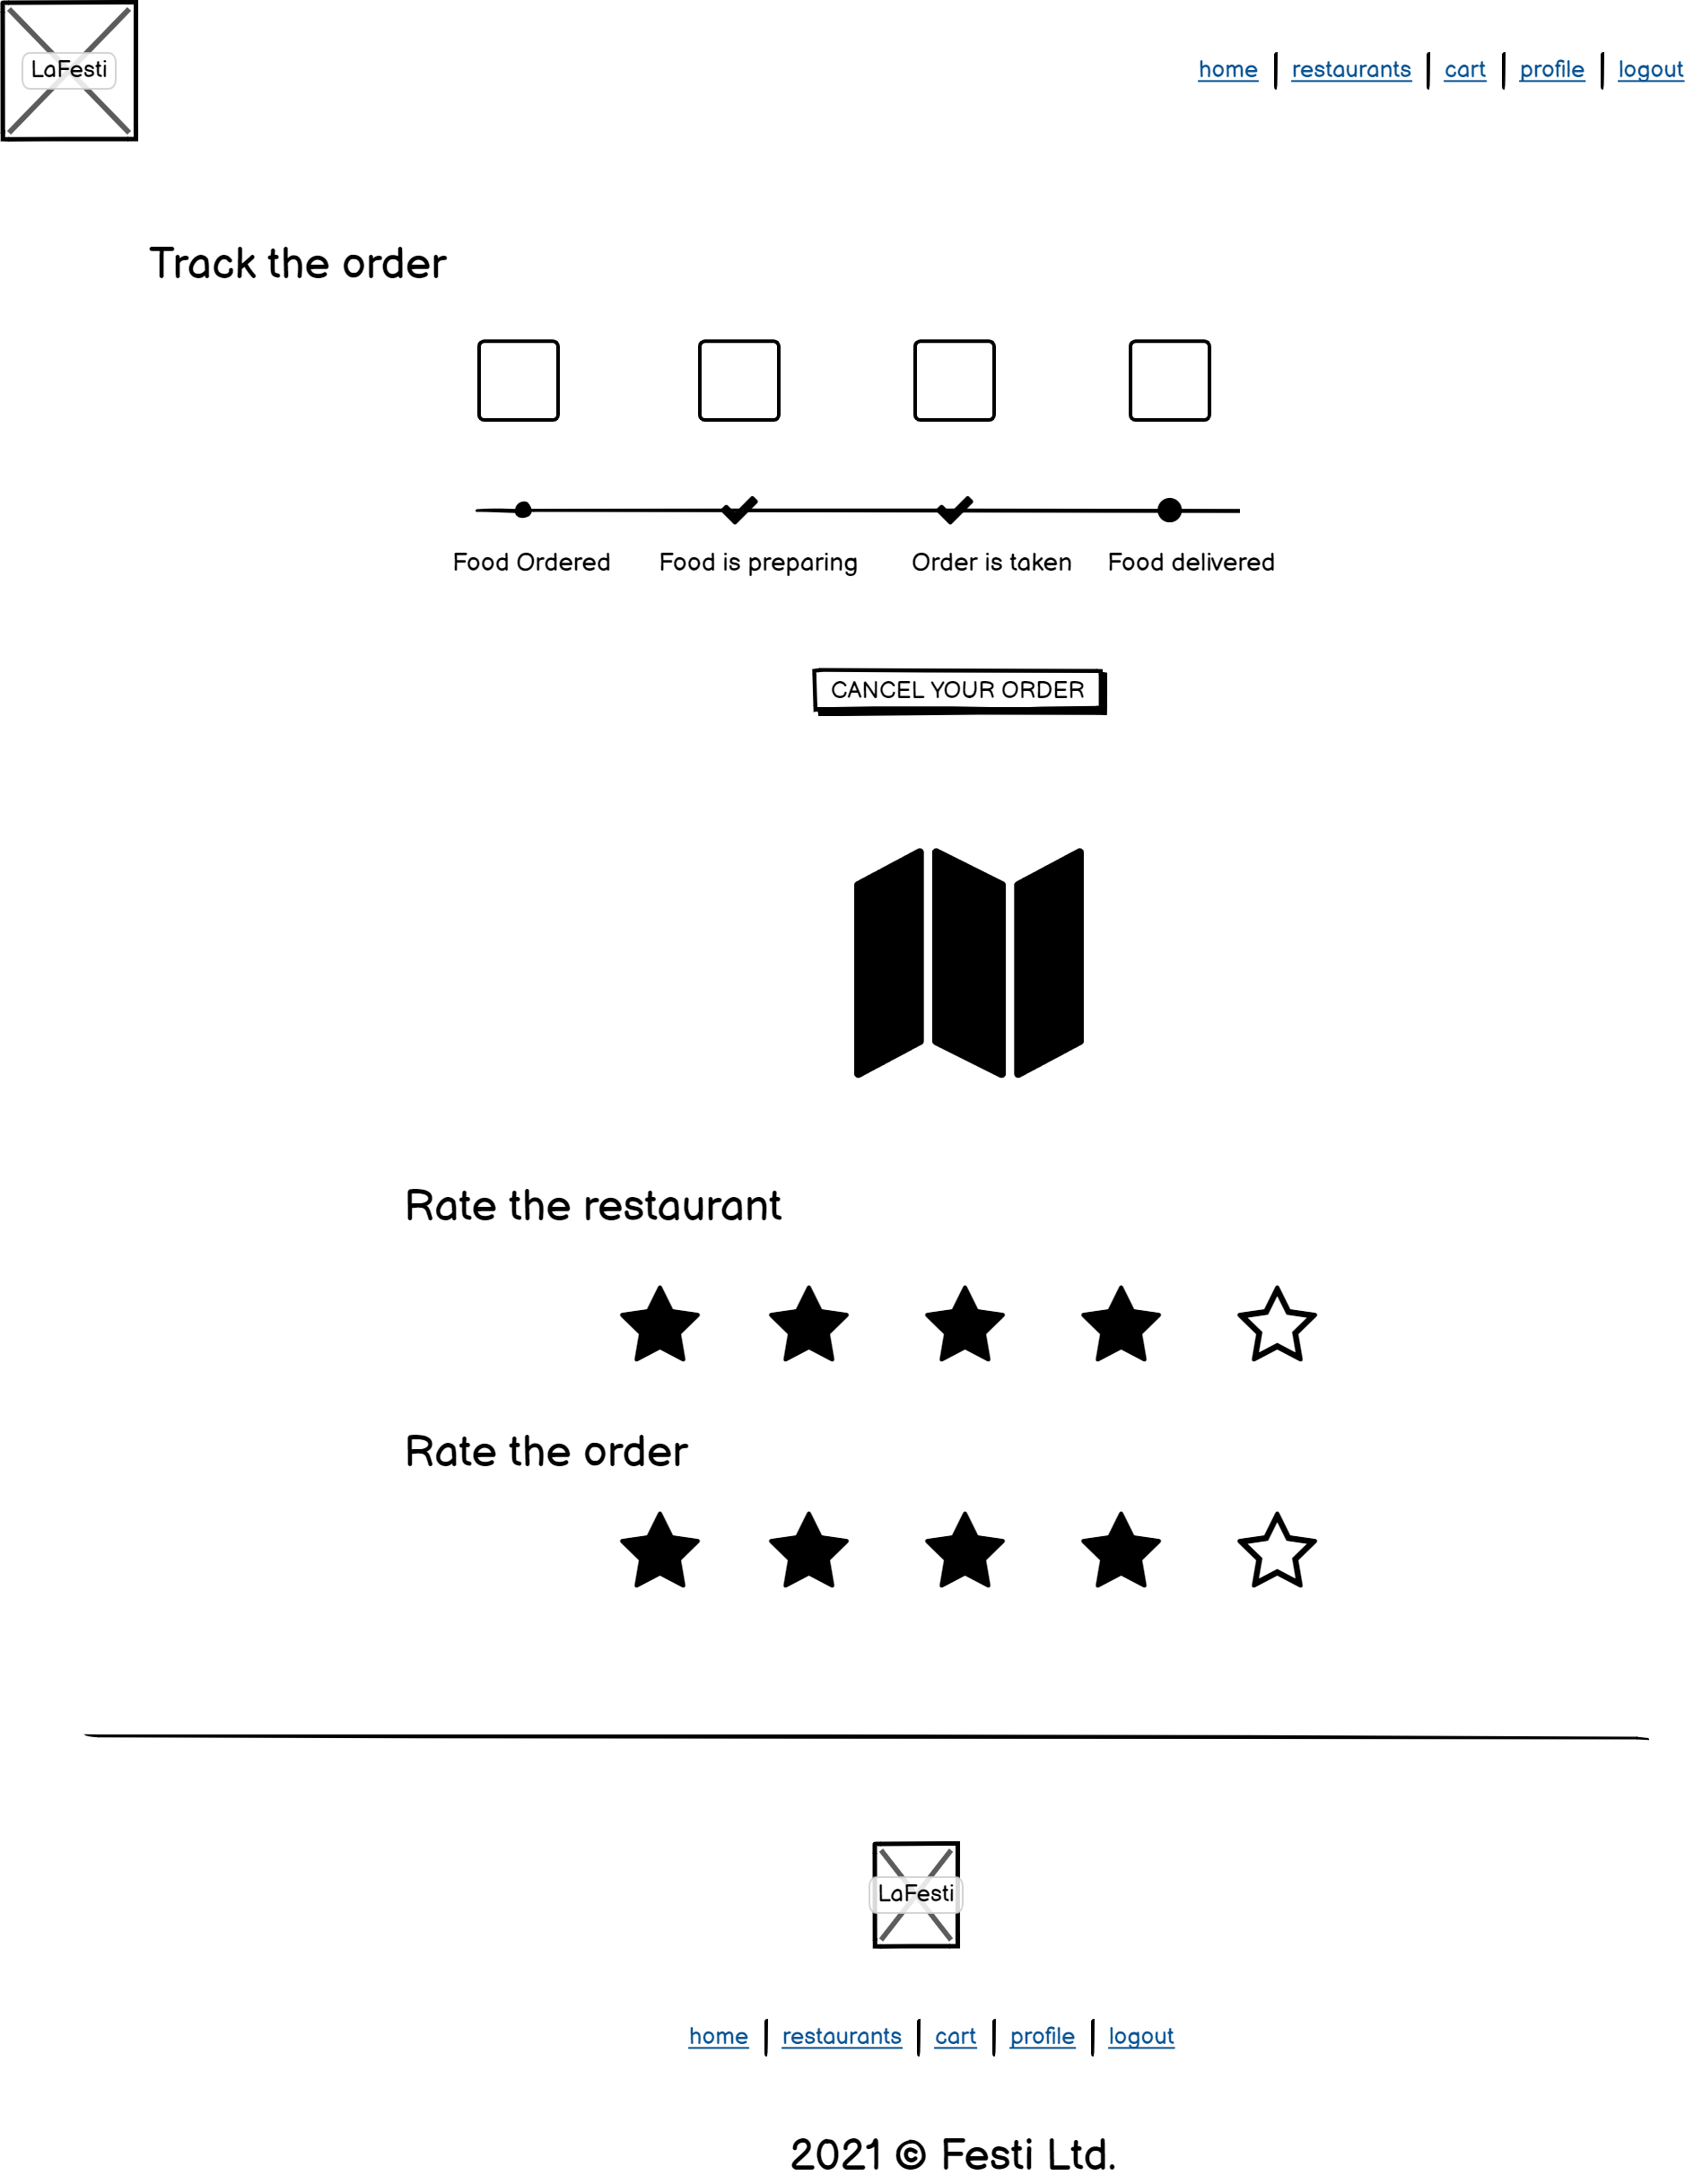 LaFesti
home restaurants cart profile logout
Track the order
Food Ordered Food is preparing Order is taken Food delivered
CANCEL YOUR ORDER
Rate the restaurant
Rate the order
LaFesti
home restaurants cart profile logout
2021 © Festi Ltd.